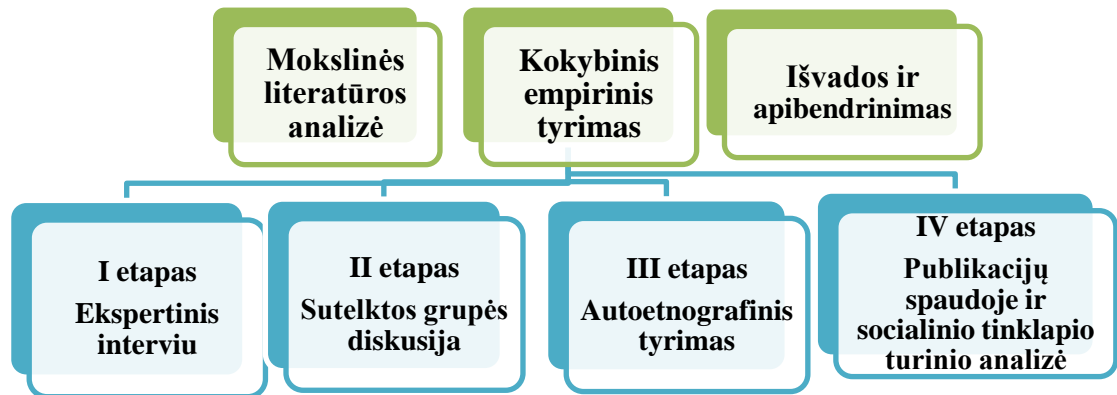 Mokslinės
literatūros
analizė
Kokybinis
empirinis
tyrimas
Išvados ir
apibendrinimas
I etapas
Ekspertinis
interviu
II etapas
Sutelktos grupės
diskusija
III etapas
Autoetnografinis
tyrimas
IV etapas
Publikacijų
spaudoje ir
socialinio tinklapio
turinio analizė